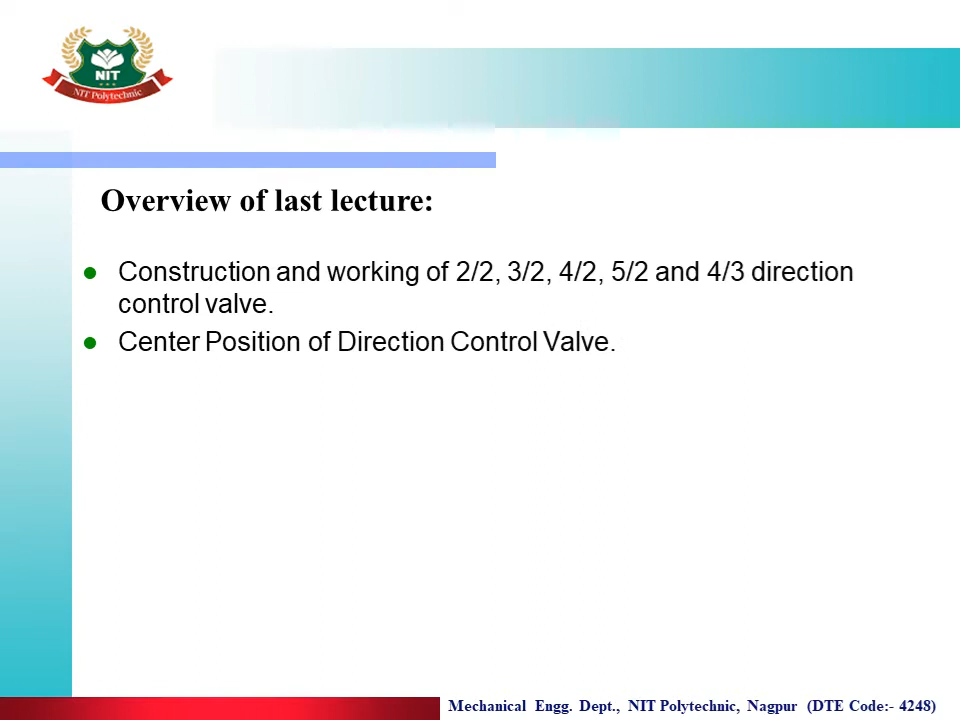 NIT
NIT Polytechnic
Overview of last lecture:
Construction and working of 2/2, 3/2, 4/2, 5/2 and 4/3 direction
control valve.
Center Position of Direction Control Valve.
Mechanical Engg. Dept., NIT Polytechnic, Nagpur (DTE Code:- 4248)